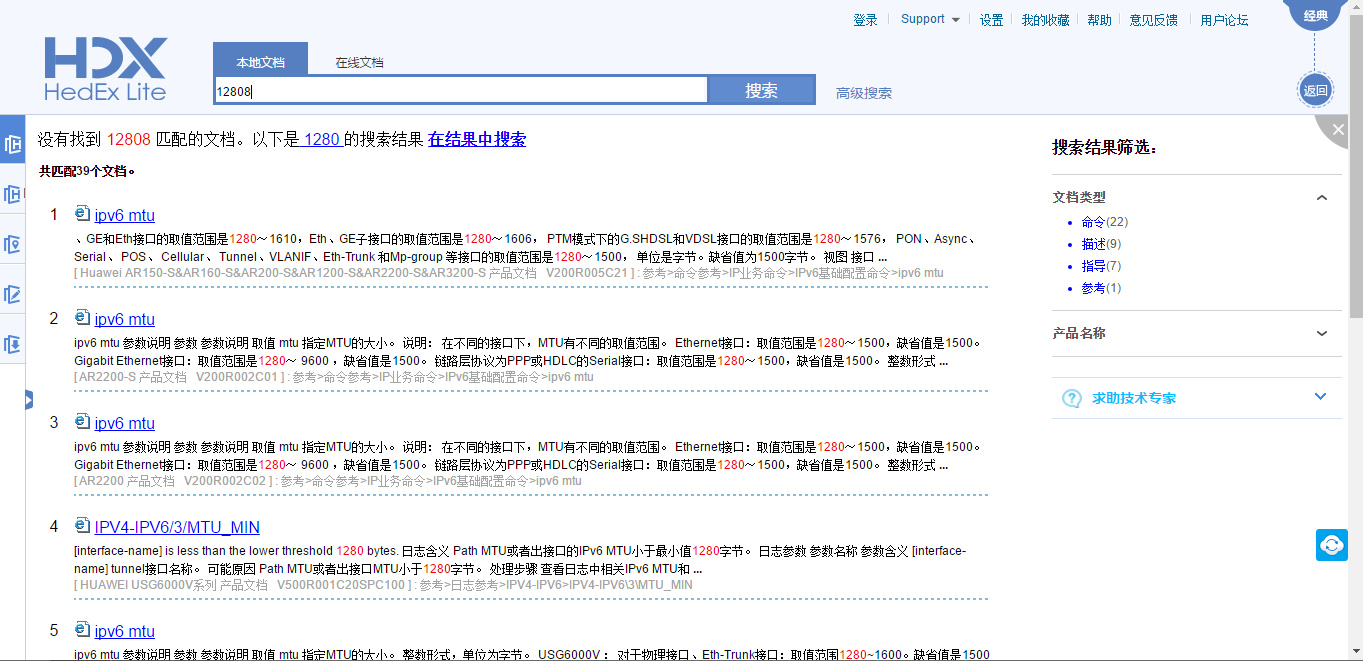 登录 Support 设置 我的收藏 帮助 意见反馈 用户论坛 经典
HDX
HedEx Lite
本地文档 在线文档
12808 搜索 高级搜索 返回
没有找到 12808 匹配的文档。以下是 1280 的搜索结果 在结果中搜索
共匹配39个文档。
1 ipv6 mtu
、GE和Eth接口的取值范围是1280～1610，Eth、GE子接口的取值范围是1280～1606， PTM模式下的G.SHDSL和VDSL接口的取值范围是1280～1576， PON、Async、
Serial、POS、Cellular、Tunnel、VLANIF、Eth-Trunk 和Mp-group 等接口的取值范围是1280～1500， 单位是字节。缺省值为1500字节。 视图 接口 ...
[ Huawei AR150-S&AR160-S&AR200-S&AR1200-S&AR2200-S&AR3200-S 产品文档 V200R005C21 ] : 参考>命令参考>IP业务命令>IPv6基础配置命令>ipv6 mtu
2 ipv6 mtu
ipv6 mtu 参数说明 参数 参数说明 取值 mtu 指定MTU的大小。 说明： 在不同的接口下，MTU有不同的取值范围。 Ethernet接口：取值范围是1280～1500，缺省值是1500。
Gigabit Ethernet接口：取值范围是1280～ 9600 ，缺省值是1500。 链路层协议为PPP或HDLC的Serial接口：取值范围是1280～1500，缺省值是1500。 整数形式 ...
[ AR2200-S 产品文档 V200R002C01 ] : 参考>命令参考>IP业务命令>IPv6基础配置命令>ipv6 mtu
3 ipv6 mtu
ipv6 mtu 参数说明 参数 参数说明 取值 mtu 指定MTU的大小。 说明： 在不同的接口下，MTU有不同的取值范围。 Ethernet接口：取值范围是1280～1500，缺省值是1500。
Gigabit Ethernet接口：取值范围是1280～ 9600 ，缺省值是1500。 链路层协议为PPP或HDLC的Serial接口：取值范围是1280～1500，缺省值是1500。 整数形式 ...
[ AR2200 产品文档 V200R002C02 ] : 参考>命令参考>IP业务命令>IPv6基础配置命令>ipv6 mtu
4 IPV4-IPV6/3/MTU_MIN
[interface-name] is less than the lower threshold 1280 bytes. 日志含义 Path MTU或者出接口的IPv6 MTU小于最小值1280字节。 日志参数 参数名称 参数含义 [interface-
name] tunnel接口名称。 可能原因 Path MTU或者出接口MTU小于1280字节。 处理步骤 查看日志中相关IPv6 MTU和 ...
[ HUAWEI USG6000V系列 产品文档 V500R001C20SPC100 ] : 参考>日志参考>IPV4-IPV6>IPV4-IPV6\3\MTU_MIN
5 ipv6 mtu
ipv6 mtu 参数说明 参数 参数说明 取值 mtu 指定MTU的大小。 整数形式，单位为字节。 USG6000V ： 对于物理接口、Eth-Trunk接口：取值范围1280~1600。缺省值是1500
搜索结果筛选：
文档类型
命令(22)
描述(9)
指导(7)
参考(1)
产品名称
求助技术专家